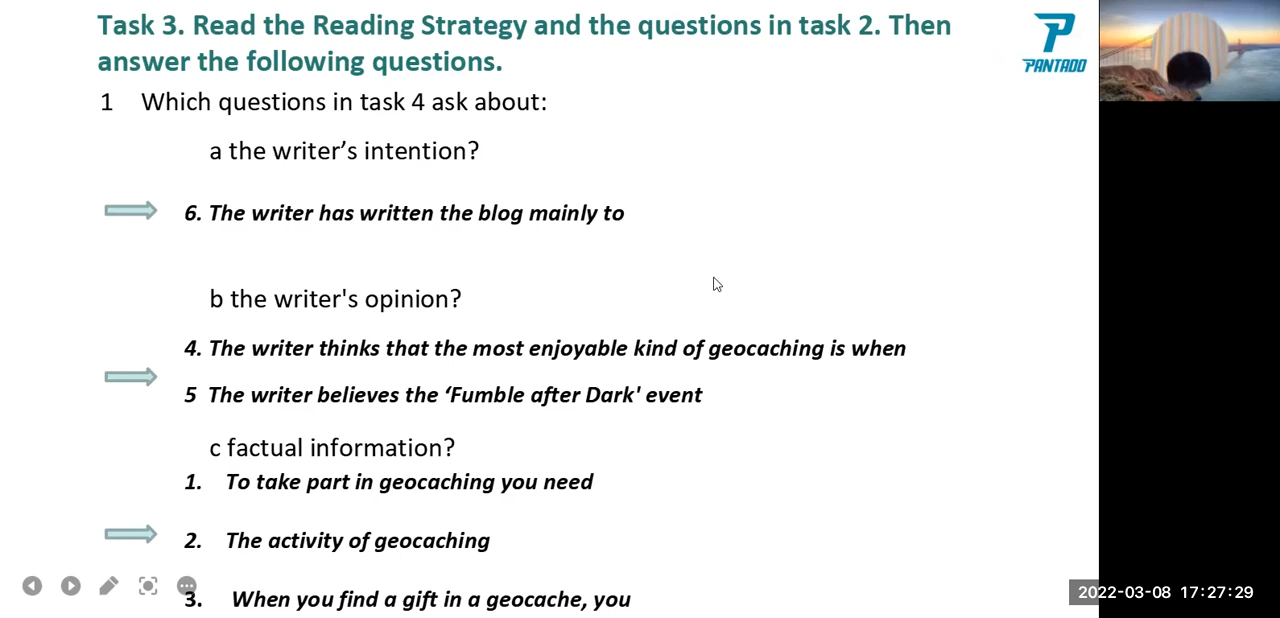 Task 3. Read the Reading Strategy and the questions in task 2. Then
answer the following questions.
PANTADO
1 Which questions in task 4 ask about:
a the writer’s intention?
6. The writer has written the blog mainly to
b the writer's opinion?
4. The writer thinks that the most enjoyable kind of geocaching is when
5 The writer believes the ‘Fumble after Dark' event
c factual information?
1. To take part in geocaching you need
2. The activity of geocaching
3. When you find a gift in a geocache, you
2022-03-08 17:27:29